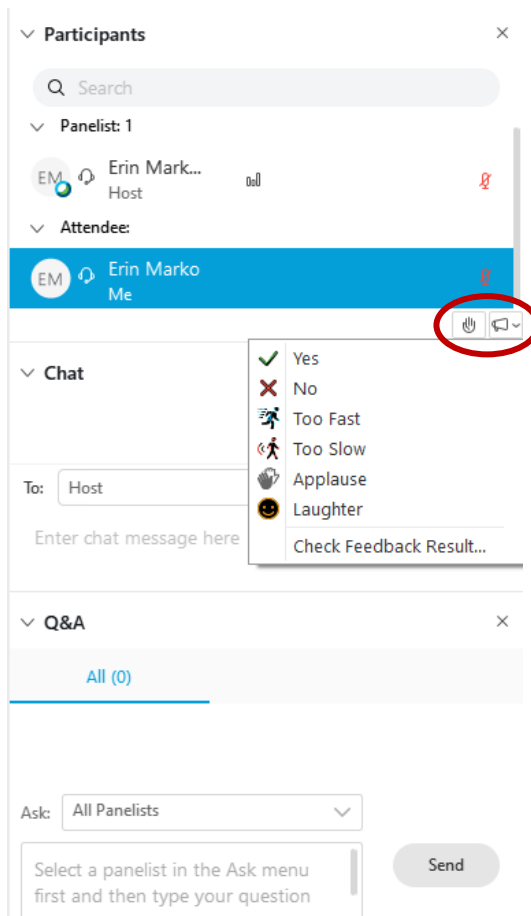 Participants
Search
Panelist: 1
EM
Erin Mark...
Host
Attendee:
EM
Erin Marko
Me
Yes
No
Too Fast
Too Slow
Applause
Laughter
Check Feedback Result...
Chat
To: Host
Enter chat message here
Q&A
All (0)
Ask: All Panelists
Select a panelist in the Ask menu
first and then type your question
Send